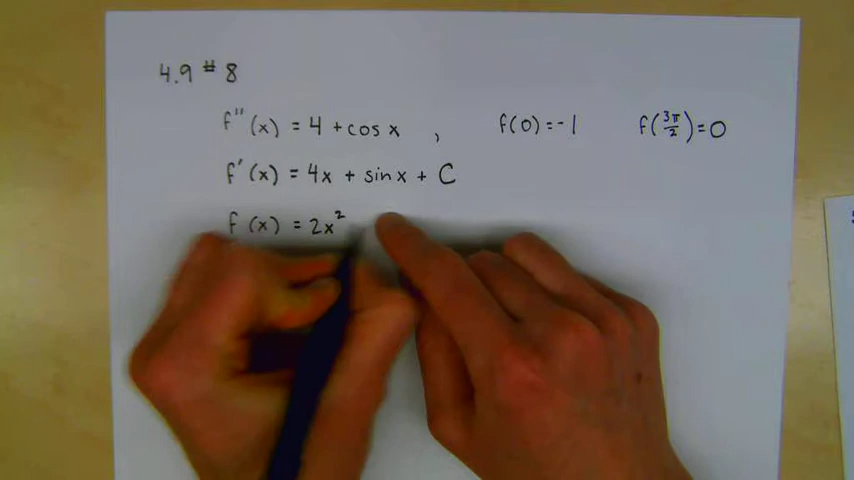 4.9 # 8
f''(x) = 4 + cos x , f(0) = -1 f(3π/2) = 0
f'(x) = 4x + sin x + C
f(x) = 2x²